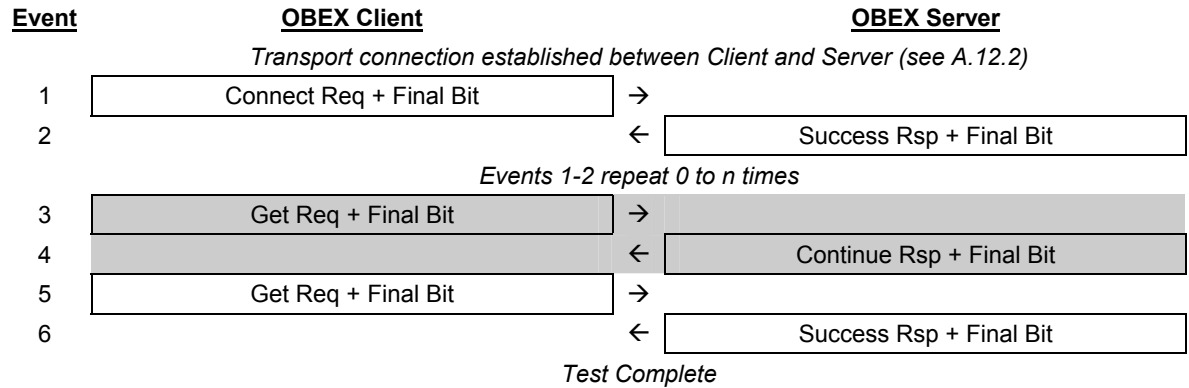 Event OBEX Client OBEX Server
Transport connection established between Client and Server (see A.12.2)
1 Connect Req + Final Bit →
2 ← Success Rsp + Final Bit
Events 1-2 repeat 0 to n times
3 Get Req + Final Bit →
4 ← Continue Rsp + Final Bit
5 Get Req + Final Bit →
6 ← Success Rsp + Final Bit
Test Complete